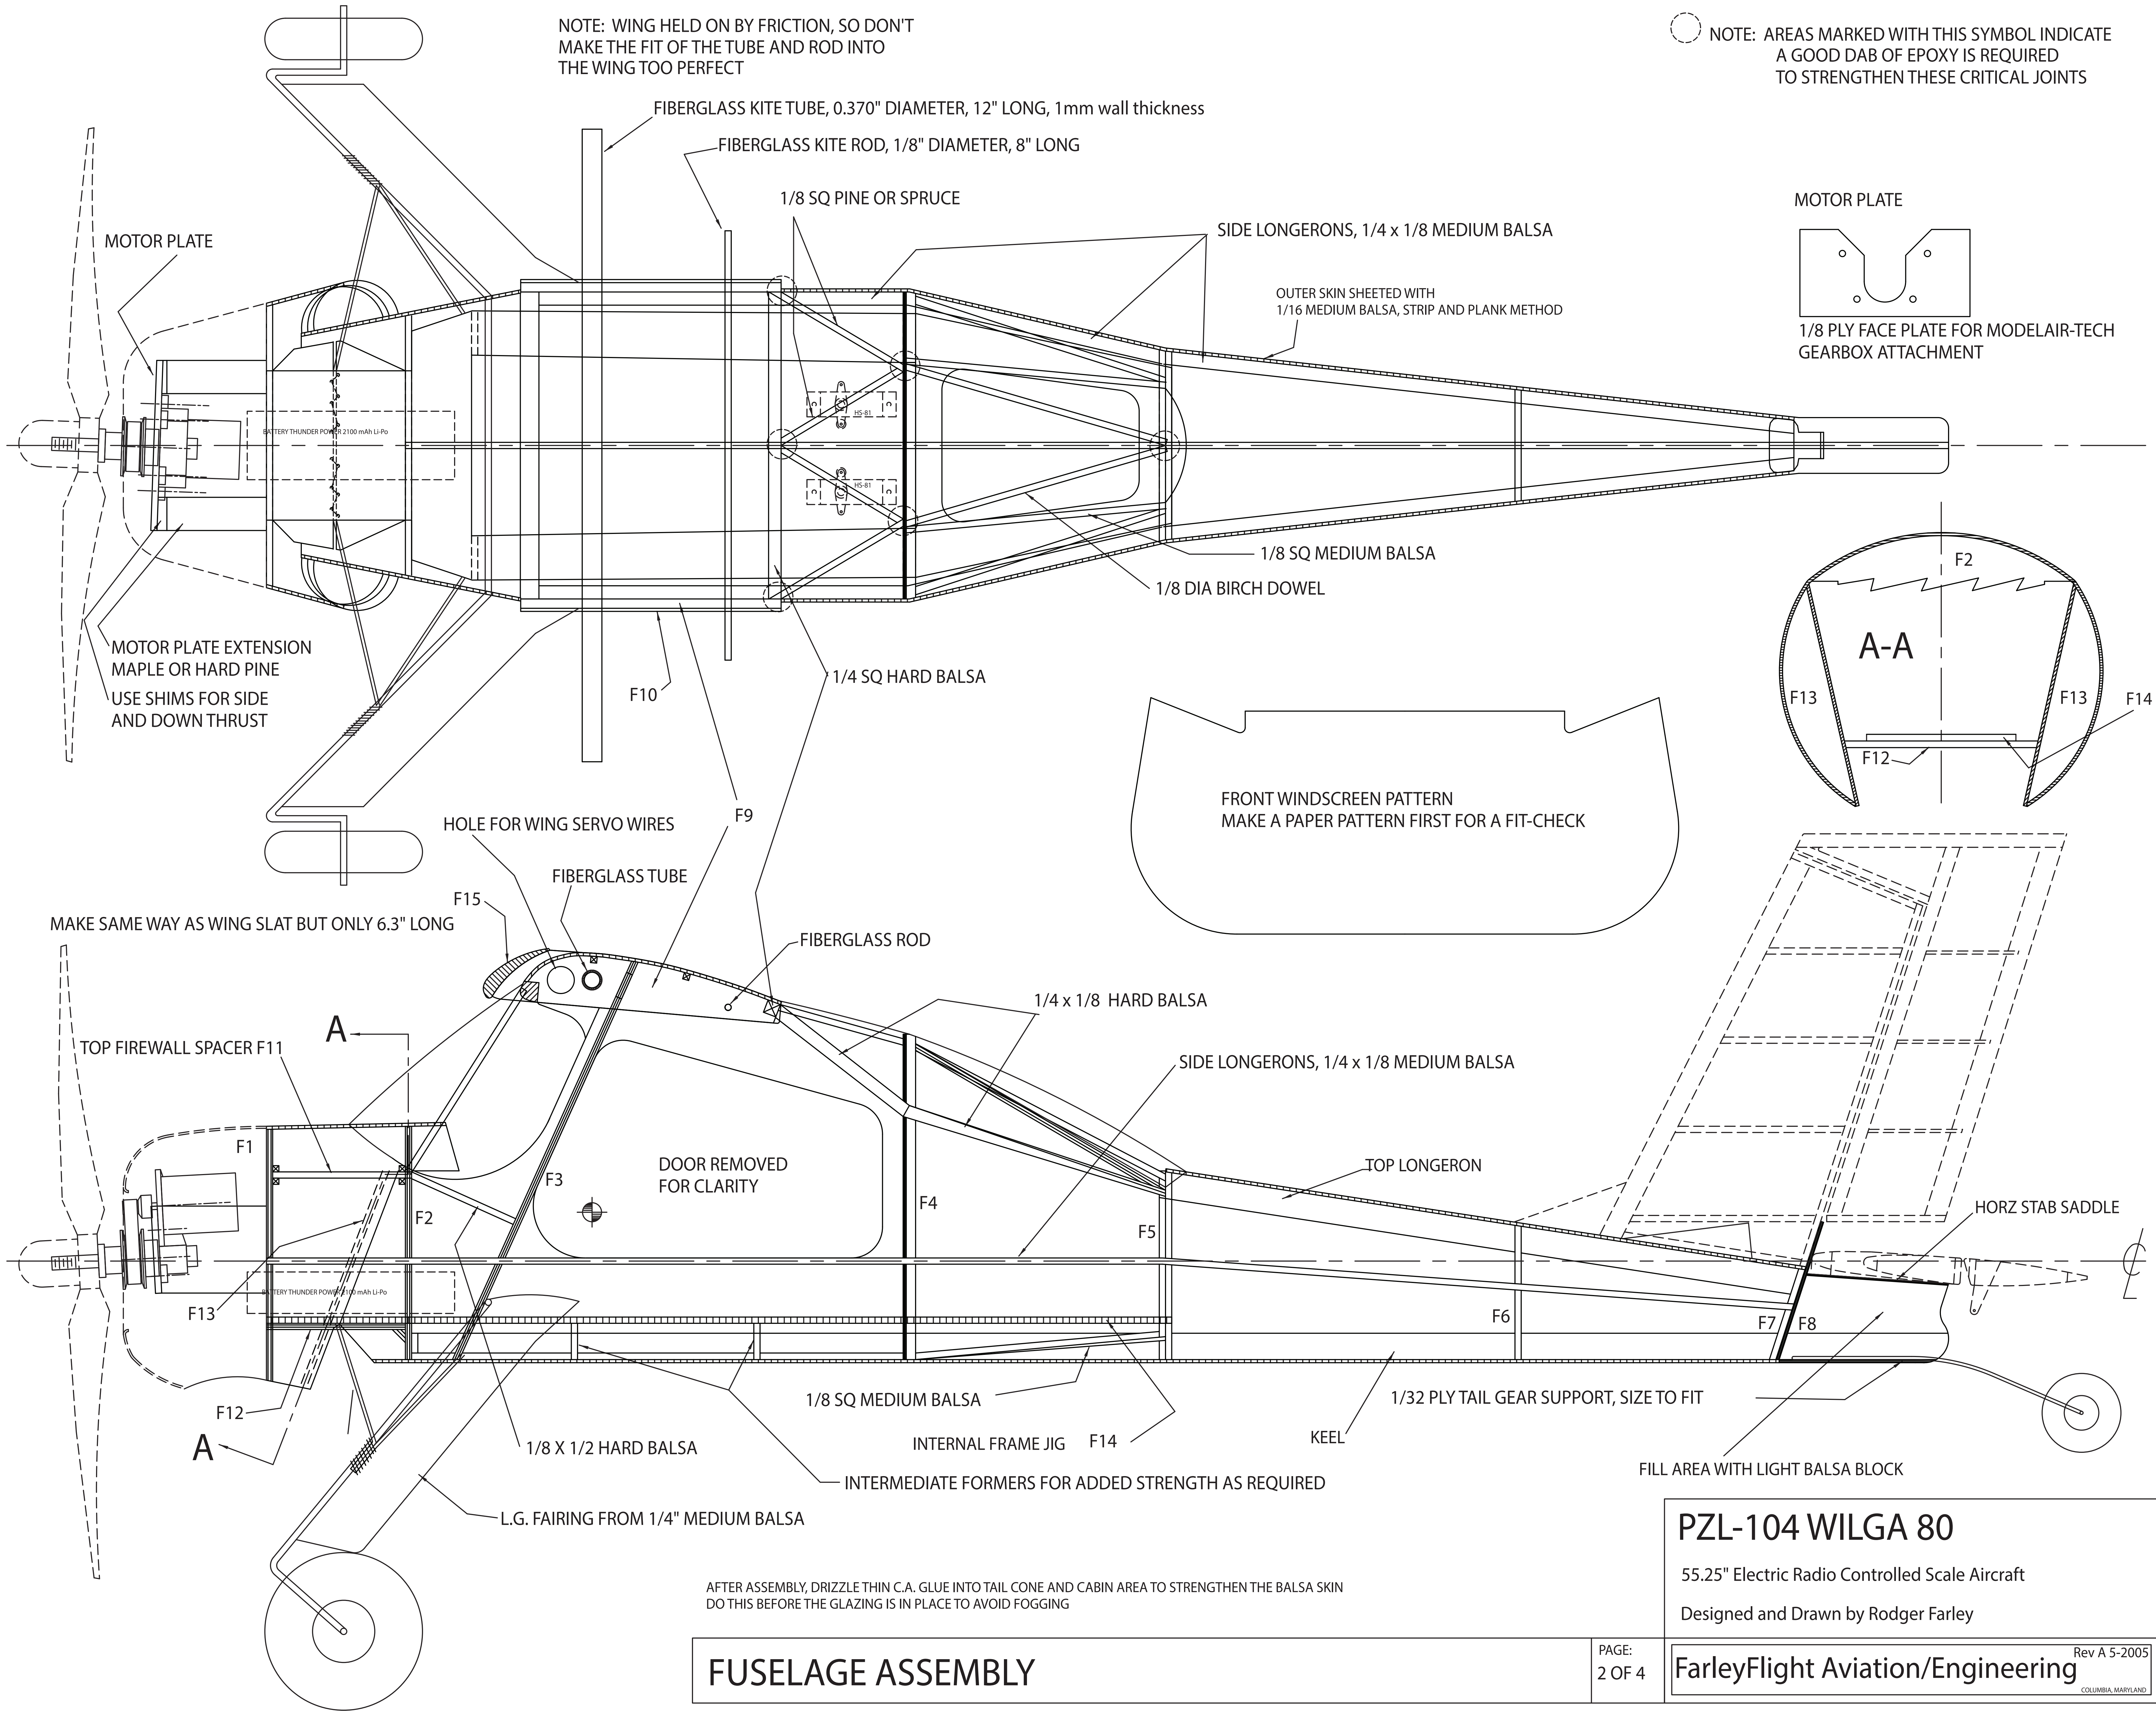 NOTE: WING HELD ON BY FRICTION, SO DON'T
MAKE THE FIT OF THE TUBE AND ROD INTO
THE WING TOO PERFECT
NOTE: AREAS MARKED WITH THIS SYMBOL INDICATE
A GOOD DAB OF EPOXY IS REQUIRED
TO STRENGTHEN THESE CRITICAL JOINTS
FIBERGLASS KITE TUBE, 0.370" DIAMETER, 12" LONG, 1mm wall thickness
FIBERGLASS KITE ROD, 1/8" DIAMETER, 8" LONG
1/8 SQ PINE OR SPRUCE
SIDE LONGERONS, 1/4 x 1/8 MEDIUM BALSA
MOTOR PLATE
MOTOR PLATE
OUTER SKIN SHEETED WITH
1/16 MEDIUM BALSA, STRIP AND PLANK METHOD
1/8 PLY FACE PLATE FOR MODELAIR-TECH
GEARBOX ATTACHMENT
BATTERY THUNDER POWER 2100 mAh Li-Po
HS-81
HS-81
1/8 SQ MEDIUM BALSA
1/8 DIA BIRCH DOWEL
MOTOR PLATE EXTENSION
MAPLE OR HARD PINE
USE SHIMS FOR SIDE
AND DOWN THRUST
F10
1/4 SQ HARD BALSA
F2
A-A
F13
F13
F14
F12
FRONT WINDSCREEN PATTERN
MAKE A PAPER PATTERN FIRST FOR A FIT-CHECK
F9
HOLE FOR WING SERVO WIRES
FIBERGLASS TUBE
F15
MAKE SAME WAY AS WING SLAT BUT ONLY 6.3" LONG
FIBERGLASS ROD
1/4 x 1/8 HARD BALSA
A
TOP FIREWALL SPACER F11
SIDE LONGERONS, 1/4 x 1/8 MEDIUM BALSA
F1
DOOR REMOVED
FOR CLARITY
F3
TOP LONGERON
F2
F4
F5
HORZ STAB SADDLE
BATTERY THUNDER POWER 2100 mAh Li-Po
F13
F6
F7
F8
F12
1/8 SQ MEDIUM BALSA
1/32 PLY TAIL GEAR SUPPORT, SIZE TO FIT
A
1/8 X 1/2 HARD BALSA
INTERNAL FRAME JIG F14
KEEL
INTERMEDIATE FORMERS FOR ADDED STRENGTH AS REQUIRED
FILL AREA WITH LIGHT BALSA BLOCK
L.G. FAIRING FROM 1/4" MEDIUM BALSA
PZL-104 WILGA 80
55.25" Electric Radio Controlled Scale Aircraft
Designed and Drawn by Rodger Farley
AFTER ASSEMBLY, DRIZZLE THIN C.A. GLUE INTO TAIL CONE AND CABIN AREA TO STRENGTHEN THE BALSA SKIN
DO THIS BEFORE THE GLAZING IS IN PLACE TO AVOID FOGGING
FUSELAGE ASSEMBLY
PAGE:
2 OF 4
Rev A 5-2005
FarleyFlight Aviation/Engineering
COLUMBIA, MARYLAND